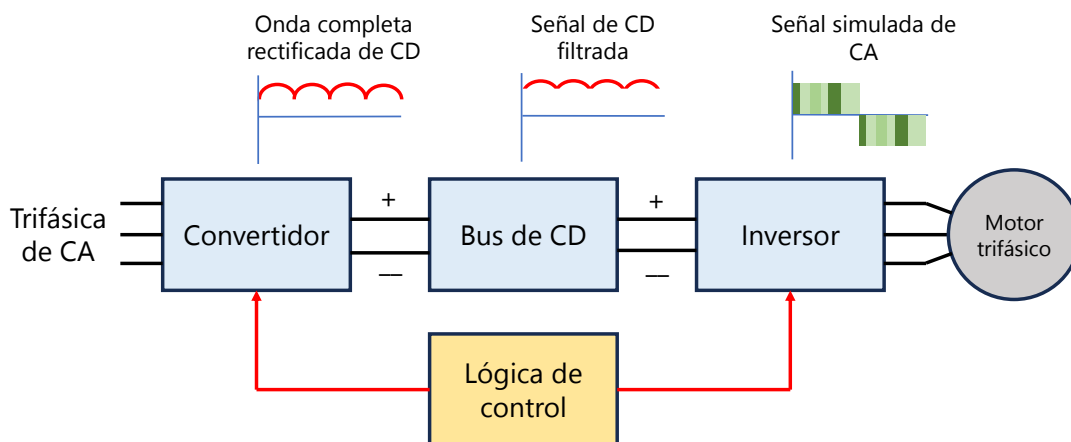 Onda completa
rectificada de CD
Señal de CD
filtrada
Señal simulada de
CA
Trifásica
de CA
Convertidor
+
—
Bus de CD
+
—
Inversor
Motor
trifásico
Lógica de
control